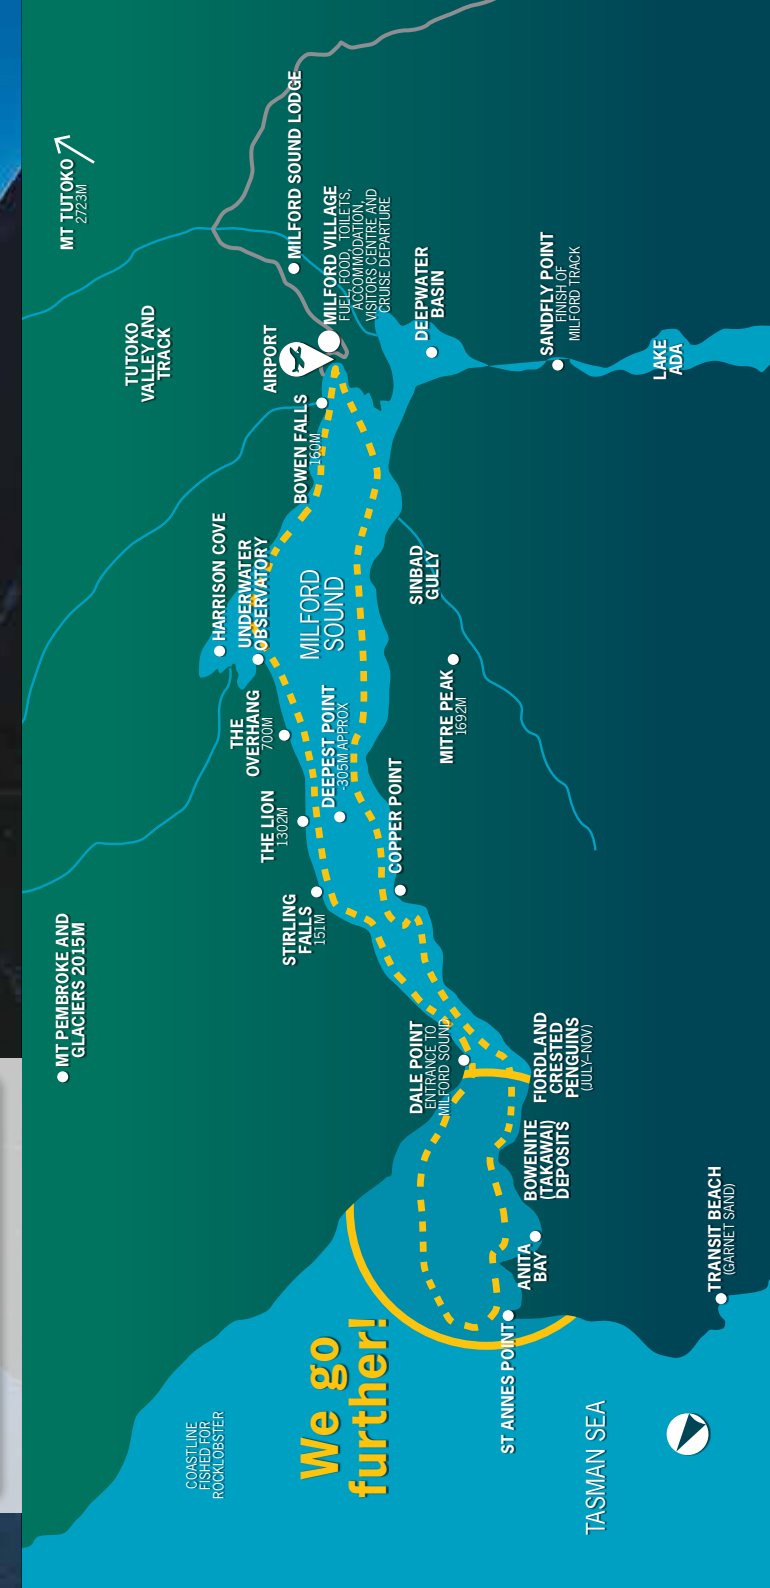 MT TUTOKO
2723M
MT PEMBROKE AND
GLACIERS 2015M
TUTOKO
VALLEY AND
TRACK
COASTLINE
FISHED FOR
ROCKLOBSTER
HARRISON COVE
UNDERWATER
OBSERVATORY
THE
OVERHANG
700M
THE LION
1302M
STIRLING
FALLS
151M
AIRPORT
MILFORD SOUND LODGE
BOWEN FALLS
160M
MILFORD VILLAGE
FUEL, FOOD, TOILETS,
ACCOMMODATION,
VISITORS CENTRE AND
CRUISE DEPARTURE
MILFORD
SOUND
DEEPEST POINT
-305M APPROX
We go
further!
COPPER POINT
DALE POINT
ENTRANCE TO
MILFORD SOUND
DEEPWATER
BASIN
SINBAD
GULLY
MITRE PEAK
1692M
ST ANNES POINT
ANITA
BAY
BOWENITE
(TAKAWAI)
DEPOSITS
FIORDLAND
CRESTED
PENGUINS
(JULY–NOV)
SANDFLY POINT
FINISH OF
MILFORD TRACK
TASMAN SEA
LAKE
ADA
TRANSIT BEACH
(GARNET SAND)